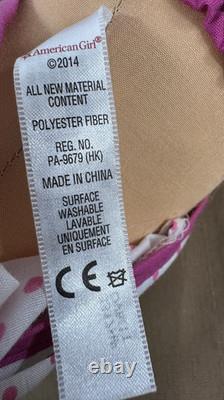 American Girl®
©2014
ALL NEW MATERIAL
CONTENT
POLYESTER FIBER
REG. NO.
PA-9679 (HK)
MADE IN CHINA
SURFACE
WASHABLE
LAVABLE
UNIQUEMENT
EN SURFACE
CE